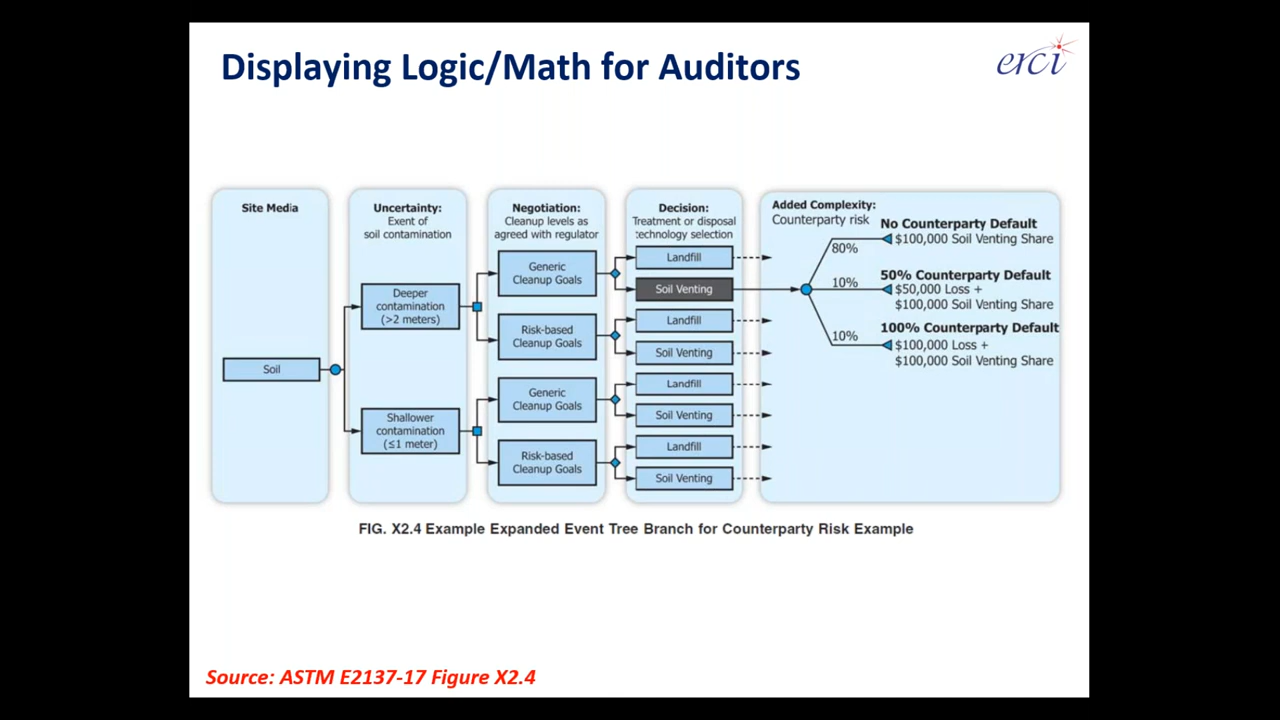 Displaying Logic/Math for Auditors
erci
Site Media
Soil
Uncertainty:
Exent of
soil contamination
Deeper
contamination
(>2 meters)
Shallower
contamination
(≤1 meter)
Negotiation:
Cleanup levels as
agreed with regulator
Generic
Cleanup Goals
Risk-based
Cleanup Goals
Generic
Cleanup Goals
Risk-based
Cleanup Goals
Decision:
Treatment or disposal
technology selection
Landfill
Soil Venting
Landfill
Soil Venting
Landfill
Soil Venting
Landfill
Soil Venting
Added Complexity:
Counterparty risk
80%
10%
10%
No Counterparty Default
$100,000 Soil Venting Share
50% Counterparty Default
$50,000 Loss +
$100,000 Soil Venting Share
100% Counterparty Default
$100,000 Loss +
$100,000 Soil Venting Share
FIG. X2.4 Example Expanded Event Tree Branch for Counterparty Risk Example
Source: ASTM E2137-17 Figure X2.4